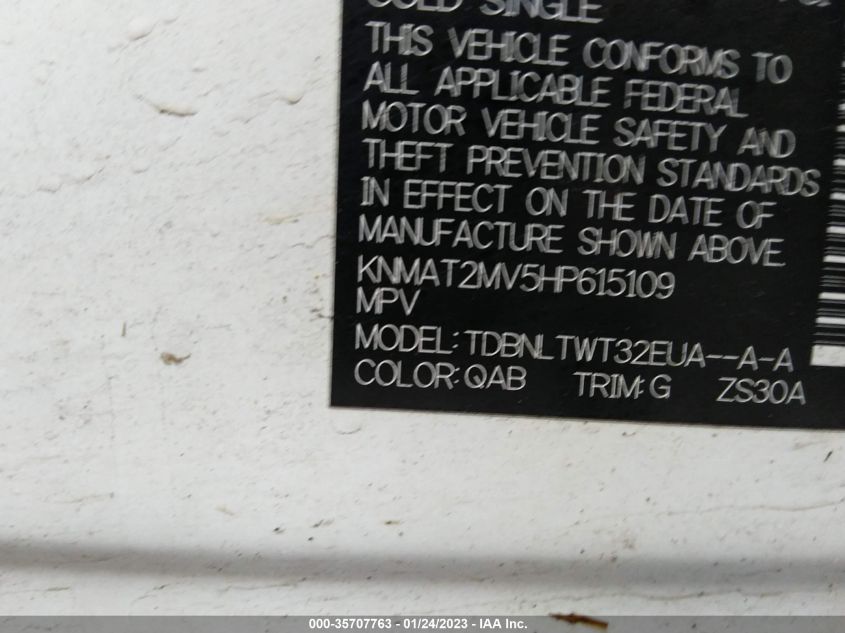 COLD SINGLE
THIS VEHICLE CONFORMS TO
ALL APPLICABLE FEDERAL
MOTOR VEHICLE SAFETY AND
THEFT PREVENTION STANDARDS
IN EFFECT ON THE DATE OF
MANUFACTURE SHOWN ABOVE.
KNMAT2MV5HP615109
MPV
MODEL: TDBNLTWT32EUA--A-A
COLOR: QAB TRIM: G ZS30A
000-35707763 - 01/24/2023 - IAA Inc.